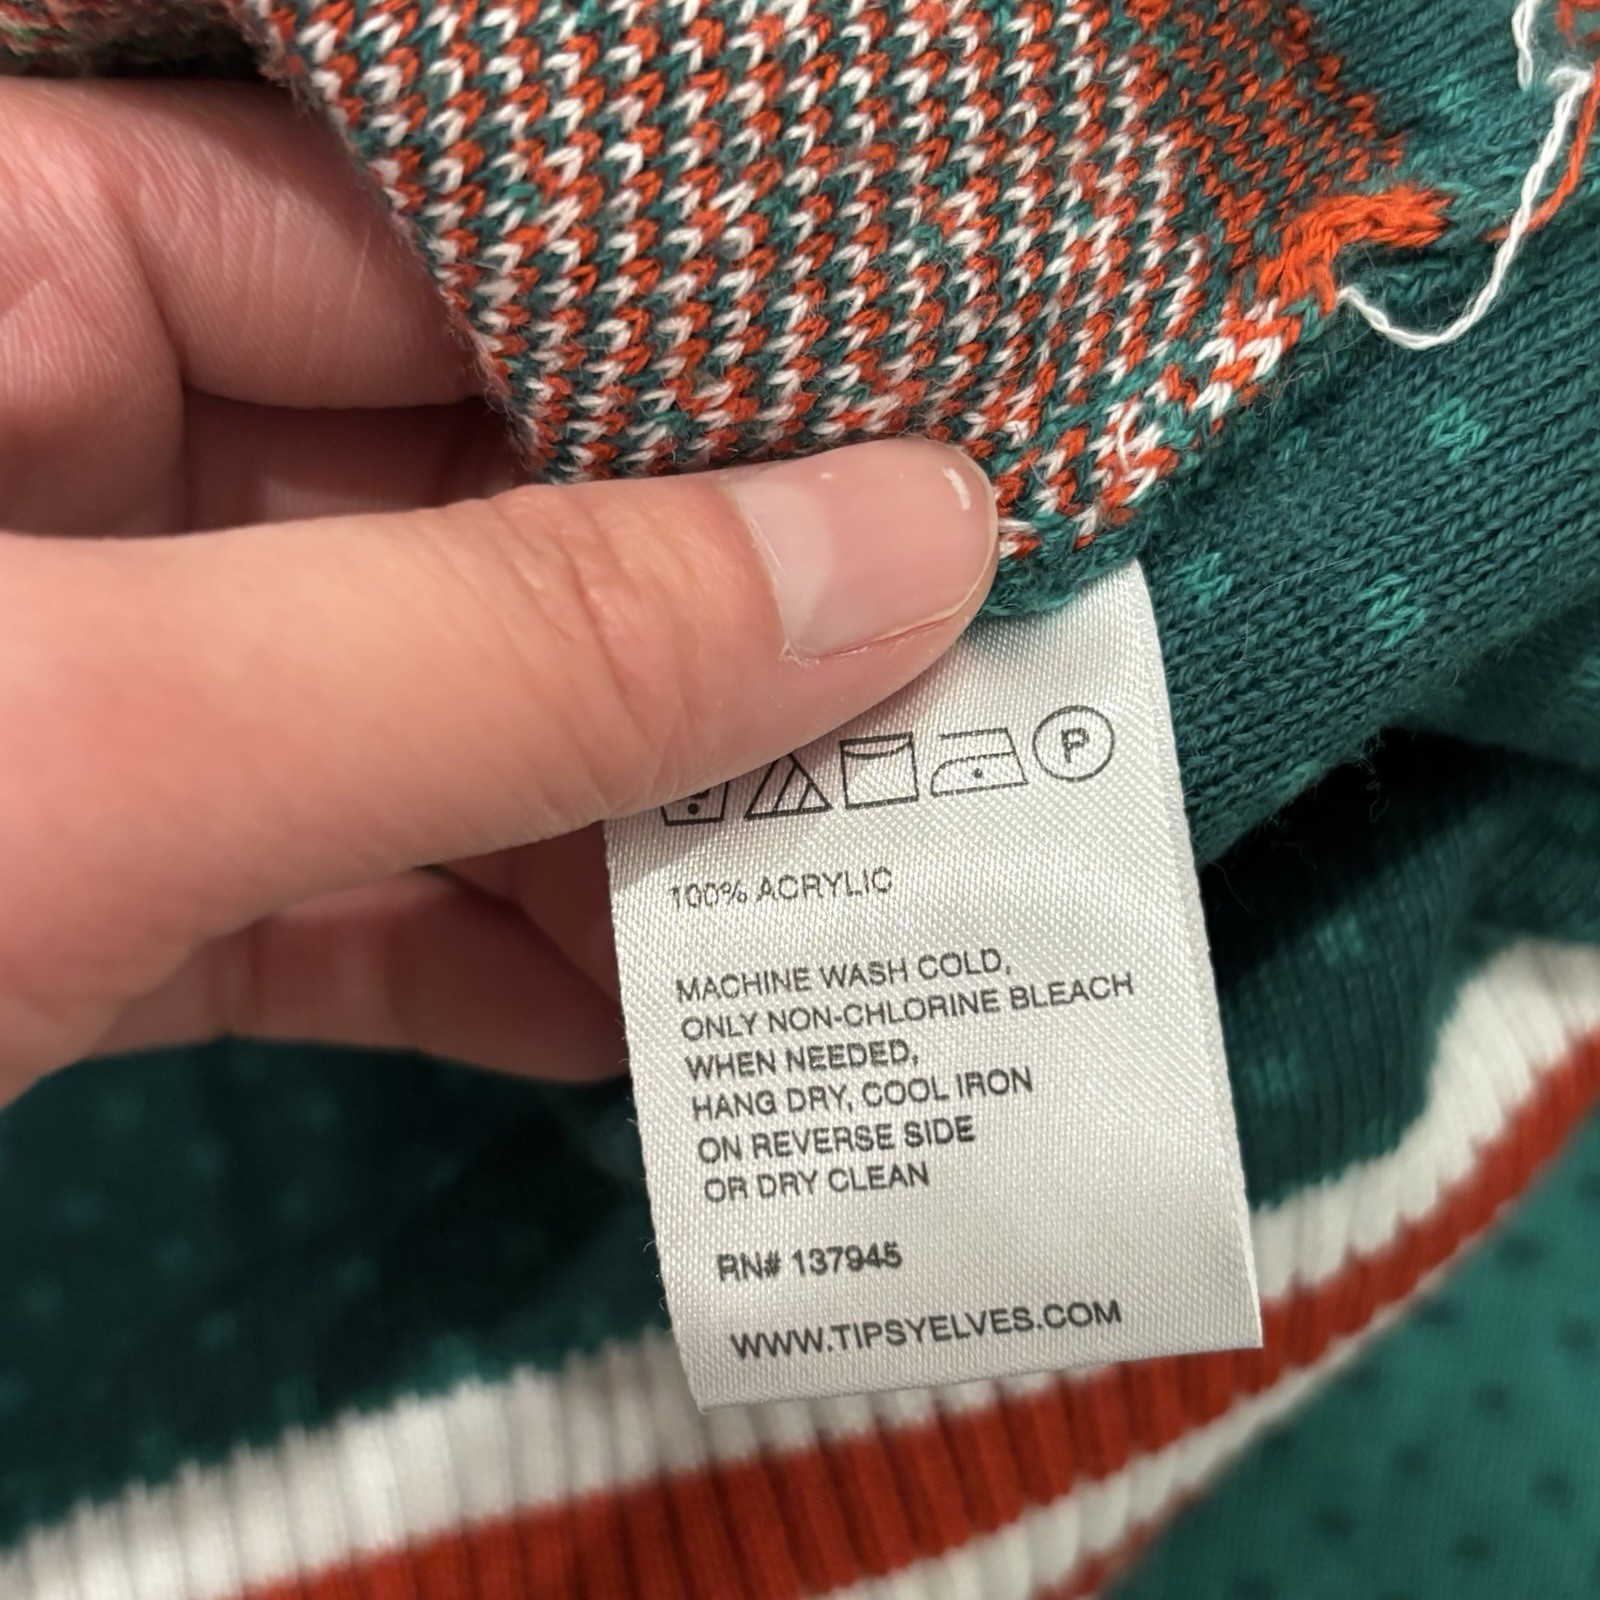 P
100% ACRYLIC
MACHINE WASH COLD,
ONLY NON-CHLORINE BLEACH
WHEN NEEDED,
HANG DRY, COOL IRON
ON REVERSE SIDE
OR DRY CLEAN
RN# 137945
WWW.TIPSYELVES.COM